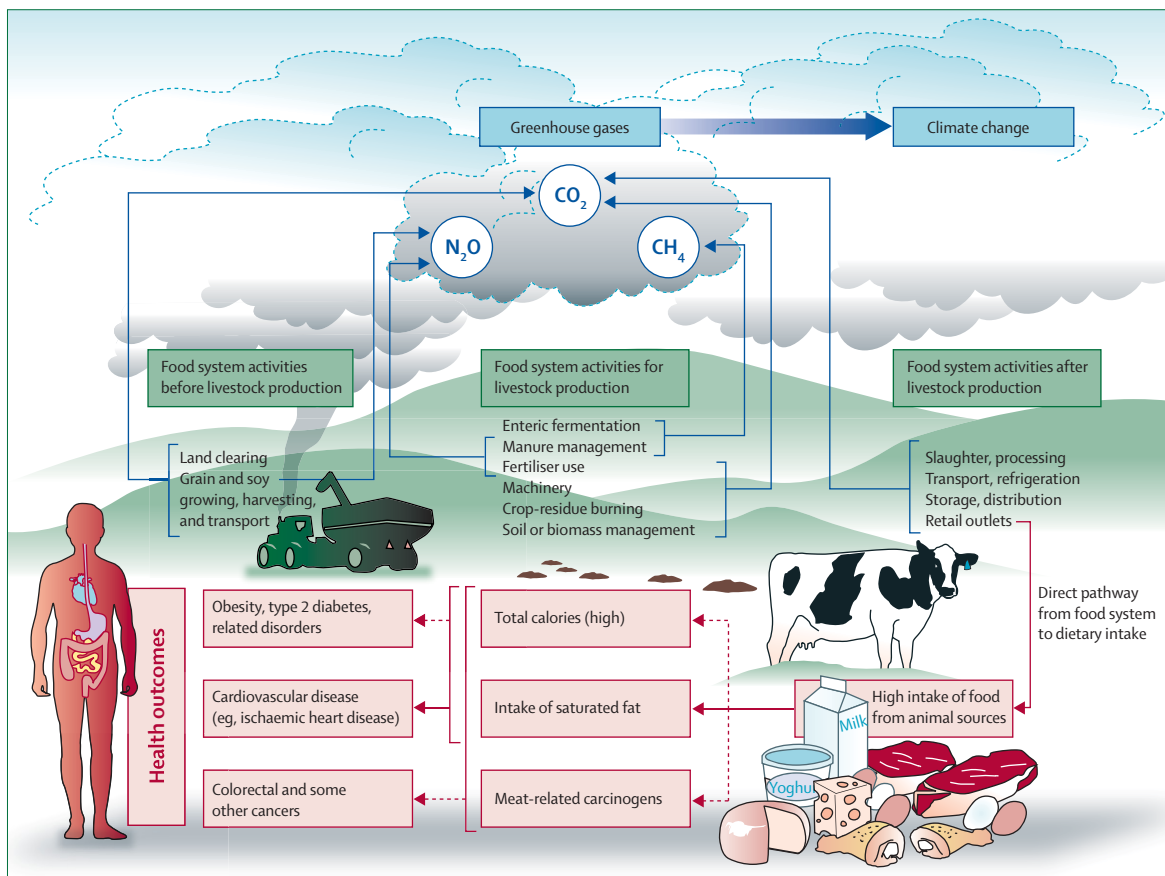 Greenhouse gases
Climate change
CO2
N2O
CH4
Food system activities
before livestock production
Food system activities for
livestock production
Food system activities after
livestock production
Land clearing
Grain and soy
growing, harvesting,
and transport
Enteric fermentation
Manure management
Fertiliser use
Machinery
Crop-residue burning
Soil or biomass management
Slaughter, processing
Transport, refrigeration
Storage, distribution
Retail outlets
Direct pathway
from food system
to dietary intake
Health outcomes
Obesity, type 2 diabetes,
related disorders
Total calories (high)
Cardiovascular disease
(eg, ischaemic heart disease)
Intake of saturated fat
High intake of food
from animal sources
Colorectal and some
other cancers
Meat-related carcinogens
Milk
Yoghu